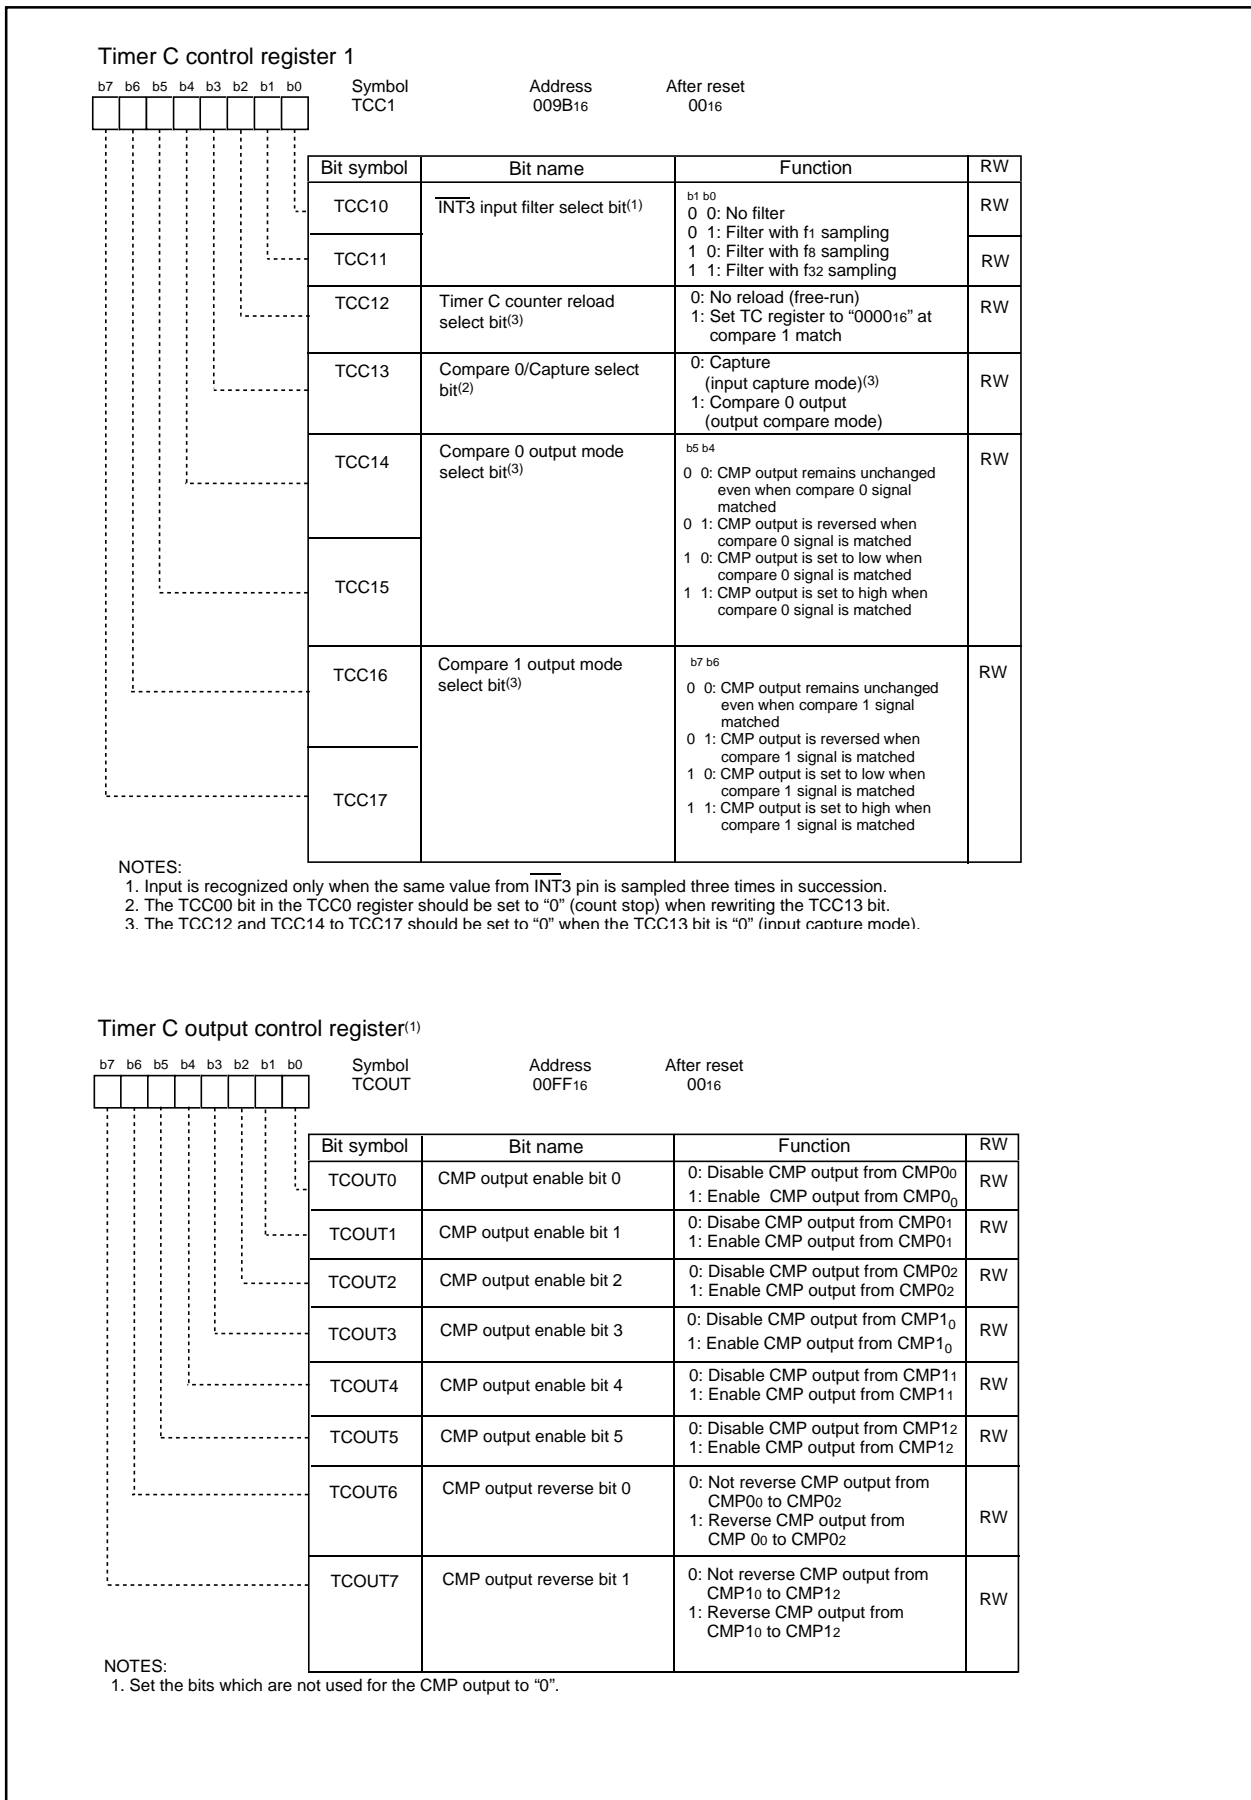 Timer C control register 1
b7 b6 b5 b4 b3 b2 b1 b0
Symbol Address After reset
TCC1 009B16 0016
Bit symbol Bit name Function RW
TCC10 INT3 input filter select bit(1) RW
b1 b0
0 0: No filter
0 1: Filter with f1 sampling
TCC11 RW
1 0: Filter with f8 sampling
1 1: Filter with f32 sampling
TCC12 Timer C counter reload select bit(3) RW
0: No reload (free-run)
1: Set TC register to “000016” at
compare 1 match
TCC13 Compare 0/Capture select bit(2) RW
0: Capture
(input capture mode)(3)
1: Compare 0 output
(output compare mode)
TCC14 Compare 0 output mode select bit(3) RW
b5 b4
0 0: CMP output remains unchanged
even when compare 0 signal
matched
0 1: CMP output is reversed when
compare 0 signal is matched
TCC15
1 0: CMP output is set to low when
compare 0 signal is matched
1 1: CMP output is set to high when
compare 0 signal is matched
TCC16 Compare 1 output mode select bit(3) RW
b7 b6
0 0: CMP output remains unchanged
even when compare 1 signal
matched
0 1: CMP output is reversed when
compare 1 signal is matched
TCC17
1 0: CMP output is set to low when
compare 1 signal is matched
1 1: CMP output is set to high when
compare 1 signal is matched
NOTES:
1. Input is recognized only when the same value from INT3 pin is sampled three times in succession.
2. The TCC00 bit in the TCC0 register should be set to “0” (count stop) when rewriting the TCC13 bit.
3. The TCC12 and TCC14 to TCC17 should be set to “0” when the TCC13 bit is “0” (input capture mode).
Timer C output control register(1)
b7 b6 b5 b4 b3 b2 b1 b0
Symbol Address After reset
TCOUT 00FF16 0016
Bit symbol Bit name Function RW
TCOUT0 CMP output enable bit 0 RW
0: Disable CMP output from CMP00
1: Enable CMP output from CMP00
TCOUT1 CMP output enable bit 1 RW
0: Disabe CMP output from CMP01
1: Enable CMP output from CMP01
TCOUT2 CMP output enable bit 2 RW
0: Disable CMP output from CMP02
1: Enable CMP output from CMP02
TCOUT3 CMP output enable bit 3 RW
0: Disable CMP output from CMP10
1: Enable CMP output from CMP10
TCOUT4 CMP output enable bit 4 RW
0: Disable CMP output from CMP11
1: Enable CMP output from CMP11
TCOUT5 CMP output enable bit 5 RW
0: Disable CMP output from CMP12
1: Enable CMP output from CMP12
TCOUT6 CMP output reverse bit 0 RW
0: Not reverse CMP output from
CMP00 to CMP02
1: Reverse CMP output from
CMP 00 to CMP02
TCOUT7 CMP output reverse bit 1 RW
0: Not reverse CMP output from
CMP10 to CMP12
1: Reverse CMP output from
CMP10 to CMP12
NOTES:
1. Set the bits which are not used for the CMP output to “0”.